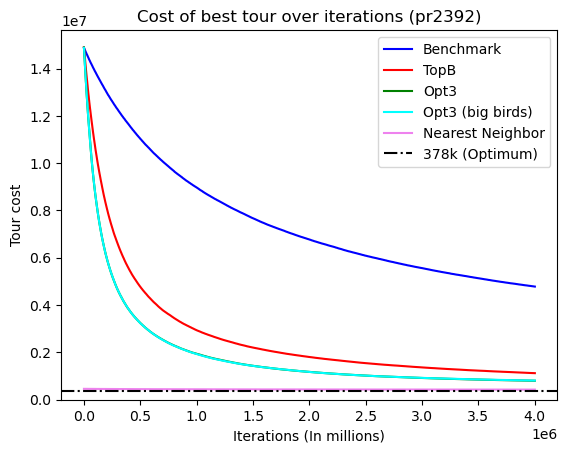 Cost of best tour over iterations (pr2392)
1e7
Benchmark
TopB
Opt3
Opt3 (big birds)
Nearest Neighbor
378k (Optimum)
Tour cost
1.4
1.2
1.0
0.8
0.6
0.4
0.2
0.0
0.0 0.5 1.0 1.5 2.0 2.5 3.0 3.5 4.0
Iterations (In millions)
1e6